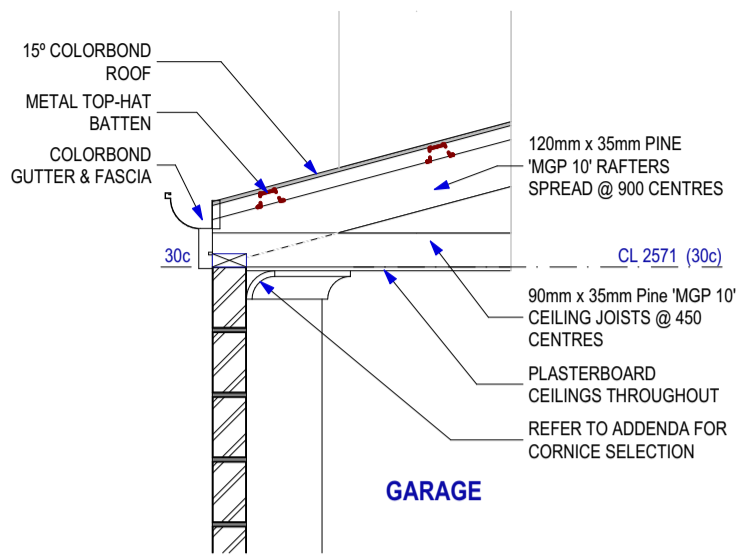 15º COLORBOND
ROOF
METAL TOP-HAT
BATTEN
COLORBOND
GUTTER & FASCIA
120mm x 35mm PINE
'MGP 10' RAFTERS
SPREAD @ 900 CENTRES
30c
CL 2571 (30c)
90mm x 35mm Pine 'MGP 10'
CEILING JOISTS @ 450
CENTRES
PLASTERBOARD
CEILINGS THROUGHOUT
REFER TO ADDENDA FOR
CORNICE SELECTION
GARAGE